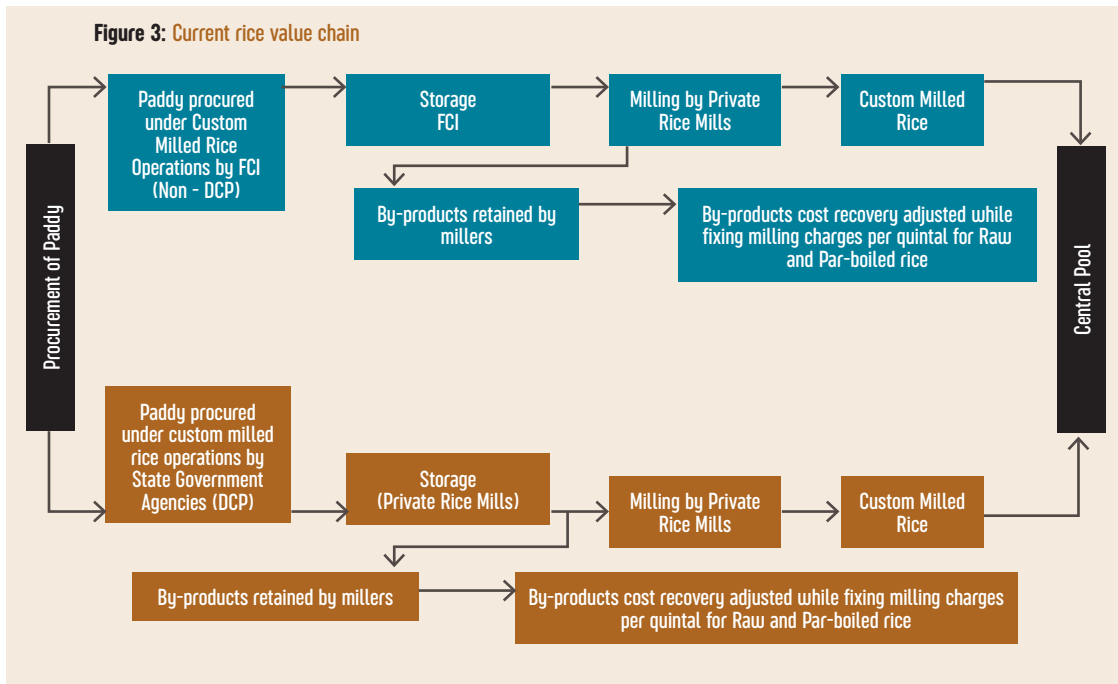 Figure 3: Current rice value chain
Procurement of Paddy
Paddy procured
under Custom
Milled Rice
Operations by FCI
(Non - DCP)
Storage
FCI
Milling by Private
Rice Mills
Custom Milled
Rice
By-products retained by
millers
By-products cost recovery adjusted while
fixing milling charges per quintal for Raw
and Par-boiled rice
Central Pool
Paddy procured
under custom milled
rice operations by
State Government
Agencies (DCP)
Storage
(Private Rice Mills)
Milling by Private
Rice Mills
Custom Milled
Rice
By-products retained by millers
By-products cost recovery adjusted while fixing milling charges
per quintal for Raw and Par-boiled rice